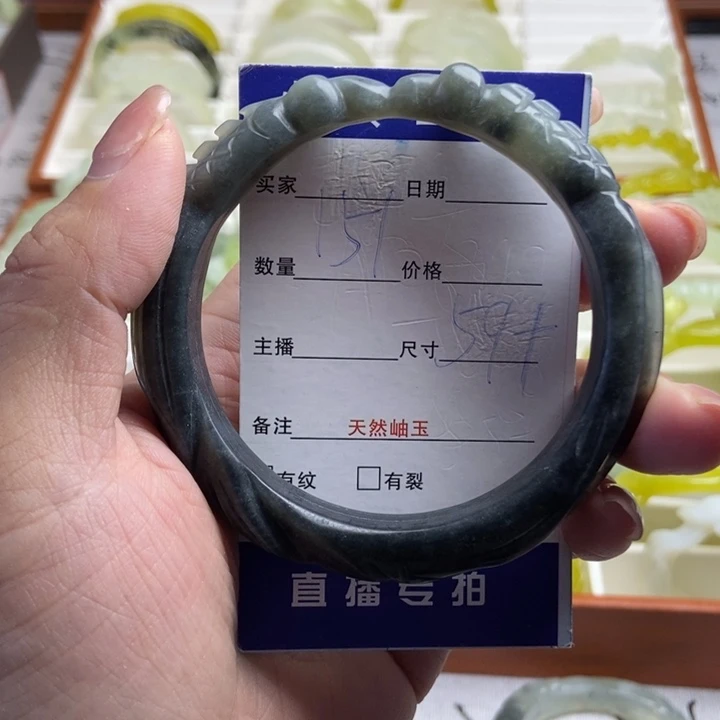 买家 日期
157
数量 价格
主播 尺寸
备注 天然岫玉
有纹 □有裂
直播专拍